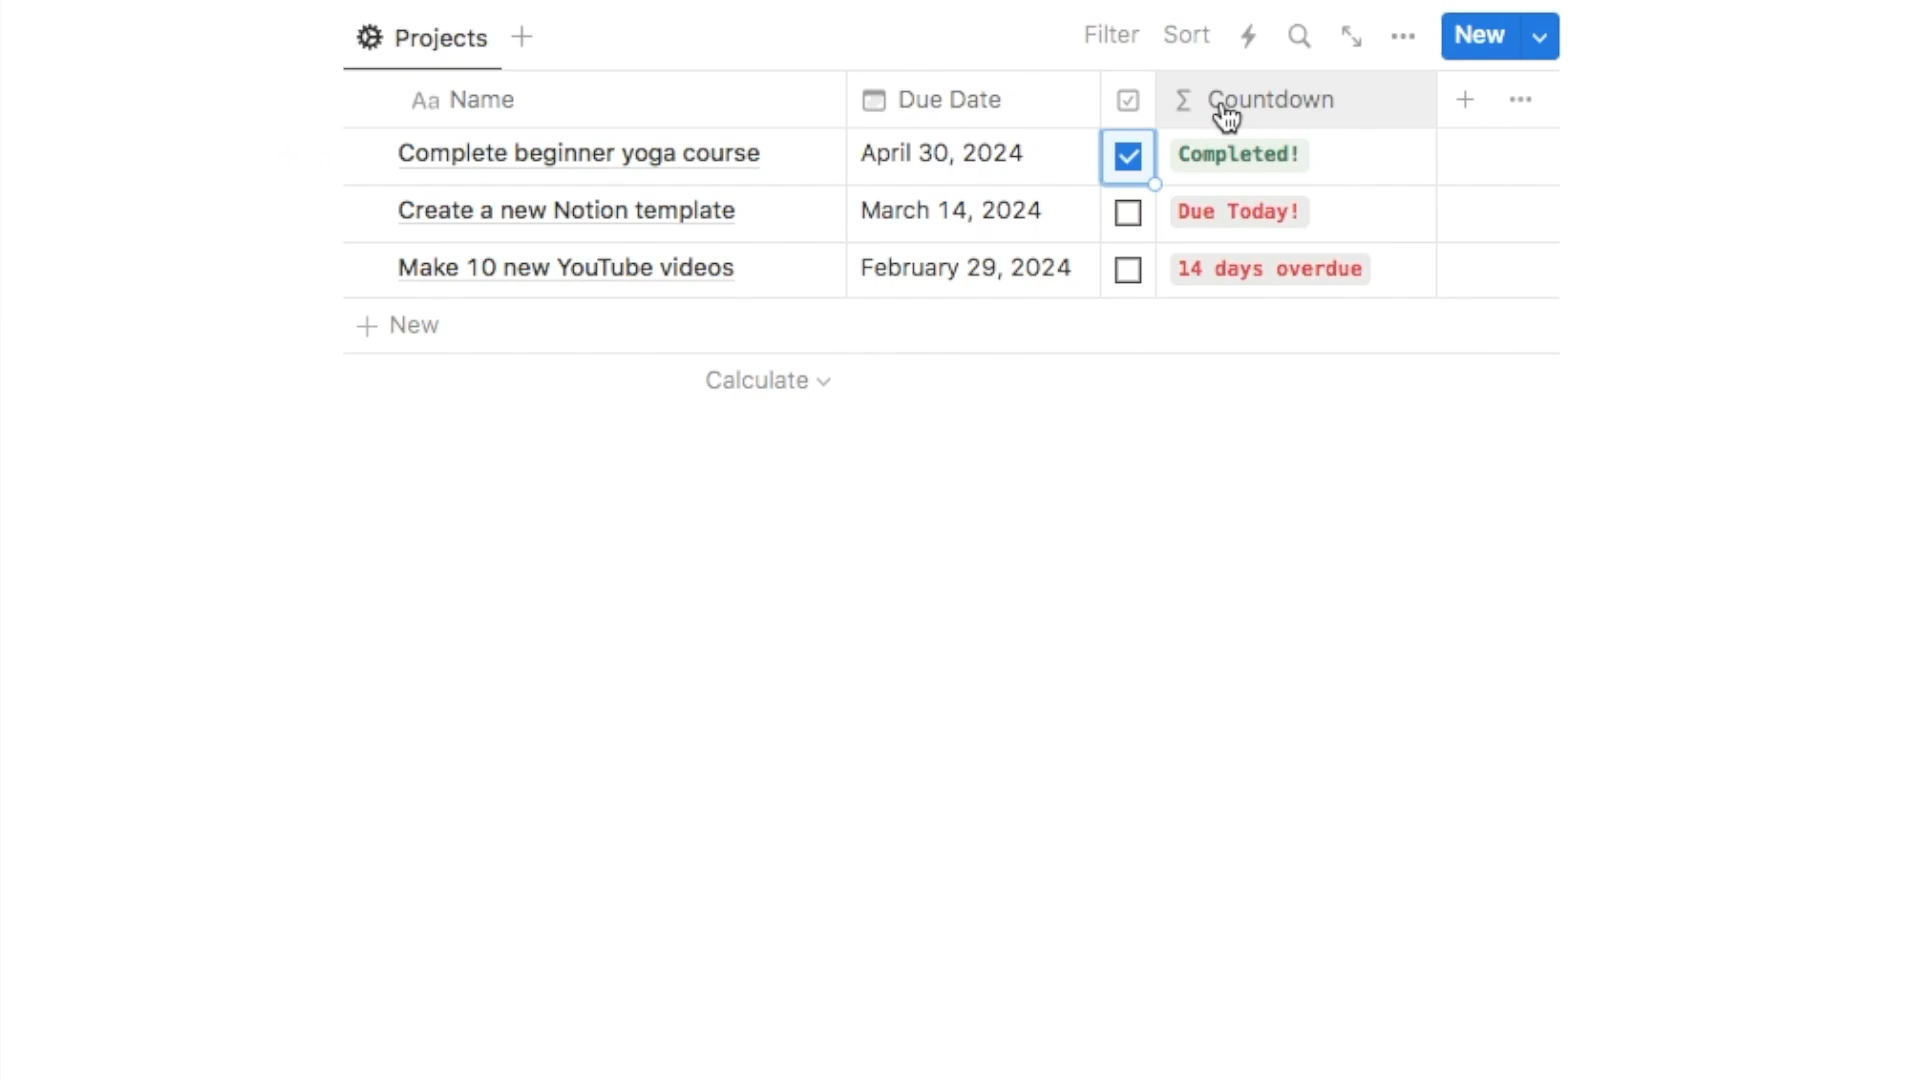 Projects
Filter Sort New
Aa Name Due Date Σ Countdown
Complete beginner yoga course April 30, 2024 Completed!
Create a new Notion template March 14, 2024 Due Today!
Make 10 new YouTube videos February 29, 2024 14 days overdue
+ New
Calculate